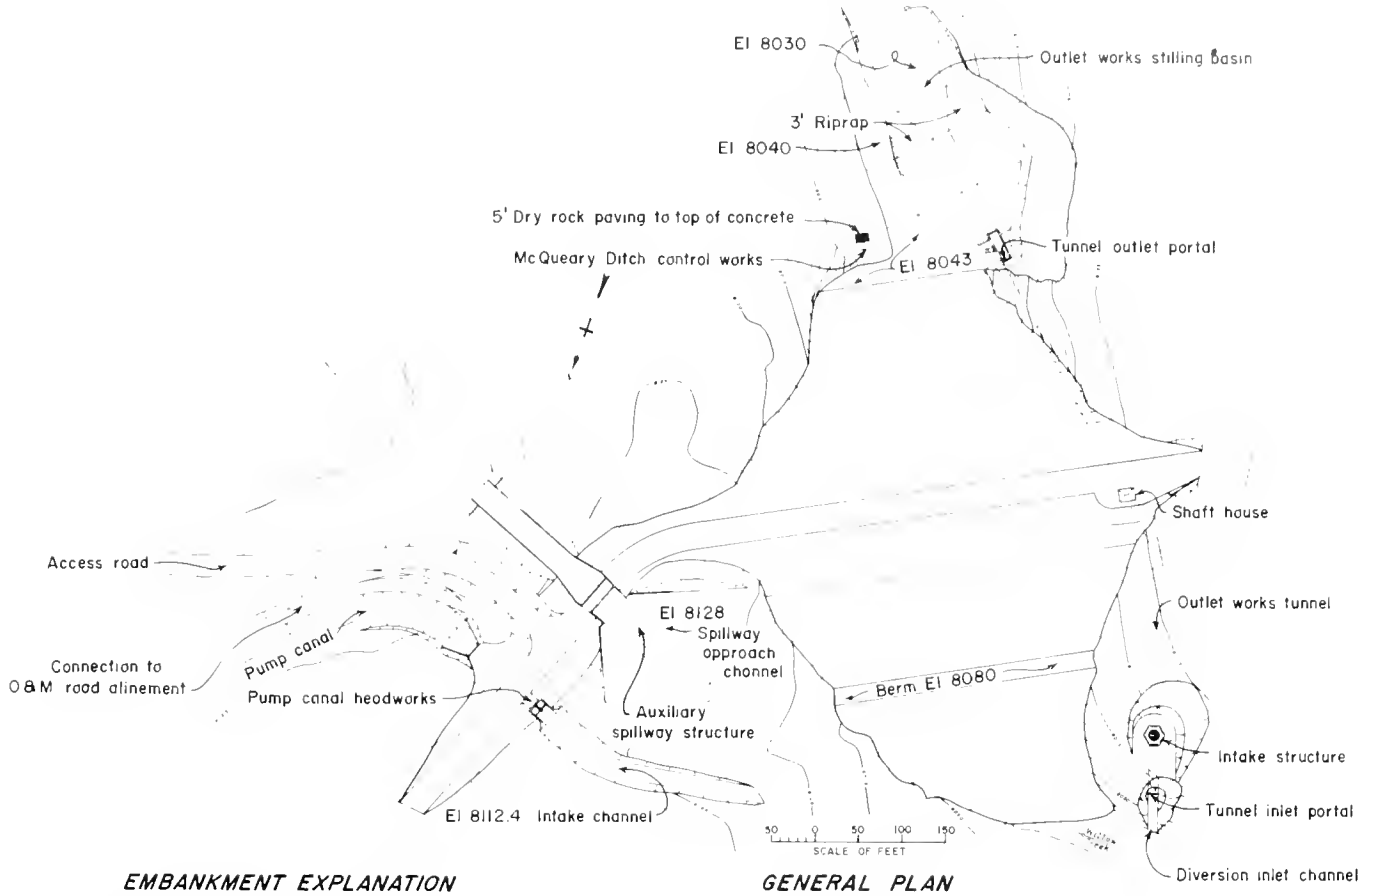 El 8030
Outlet works stilling Basin
3' Riprap
El 8040
5' Dry rock paving to top of concrete
McQueary Ditch control works
El 8043
Tunnel outlet portal
Shaft house
Access road
Outlet works tunnel
El 8128
Spillway
approach
channel
Pump canal
Connection to
O & M road alinement
Pump canal headworks
Berm El 8080
Auxiliary
spillway structure
Intake structure
El 8112.4 Intake channel
Tunnel inlet portal
50 0 50 100 150
SCALE OF FEET
Willow
Creek
Diversion inlet channel
EMBANKMENT EXPLANATION
GENERAL PLAN